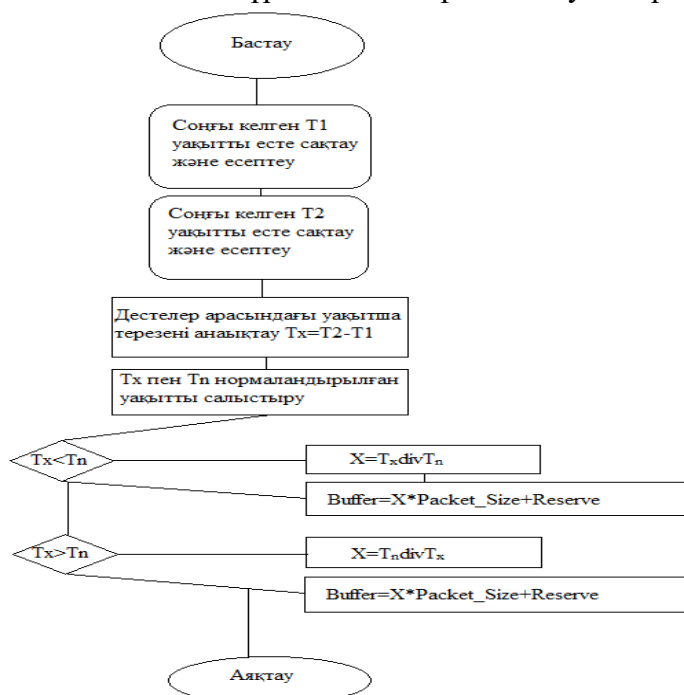 Бастау
Соңғы келген T1
уақытты есте сақтау
және есептеу
Соңғы келген T2
уақытты есте сақтау
және есептеу
Дестелер арасындағы уақытша
терезені анаықтау Tx=T2-T1
Tx пен Tn нормаландырылған
уақытты салыстыру
Tx<Tn
X=TxdivTn
Buffer=X*Packet_Size+Reserve
Tx>Tn
X=TndivTx
Buffer=X*Packet_Size+Reserve
Аяқтау